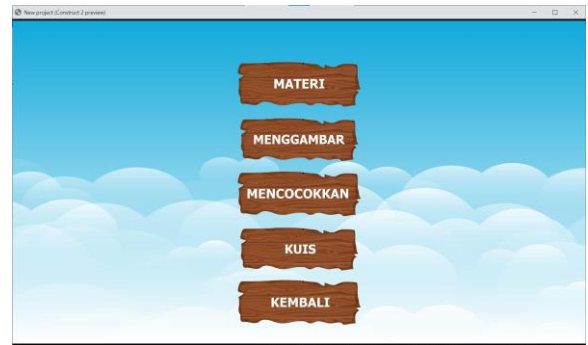 New project (Construct 2 preview)
MATERI
MENGGAMBAR
MENCOCOKKAN
KUIS
KEMBALI